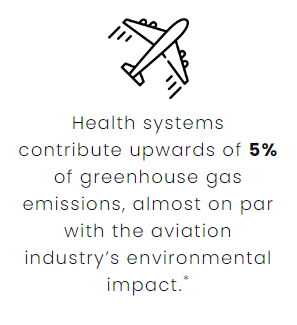 Health systems
contribute upwards of 5%
of greenhouse gas
emissions, almost on par
with the aviation
industry’s environmental
impact.*